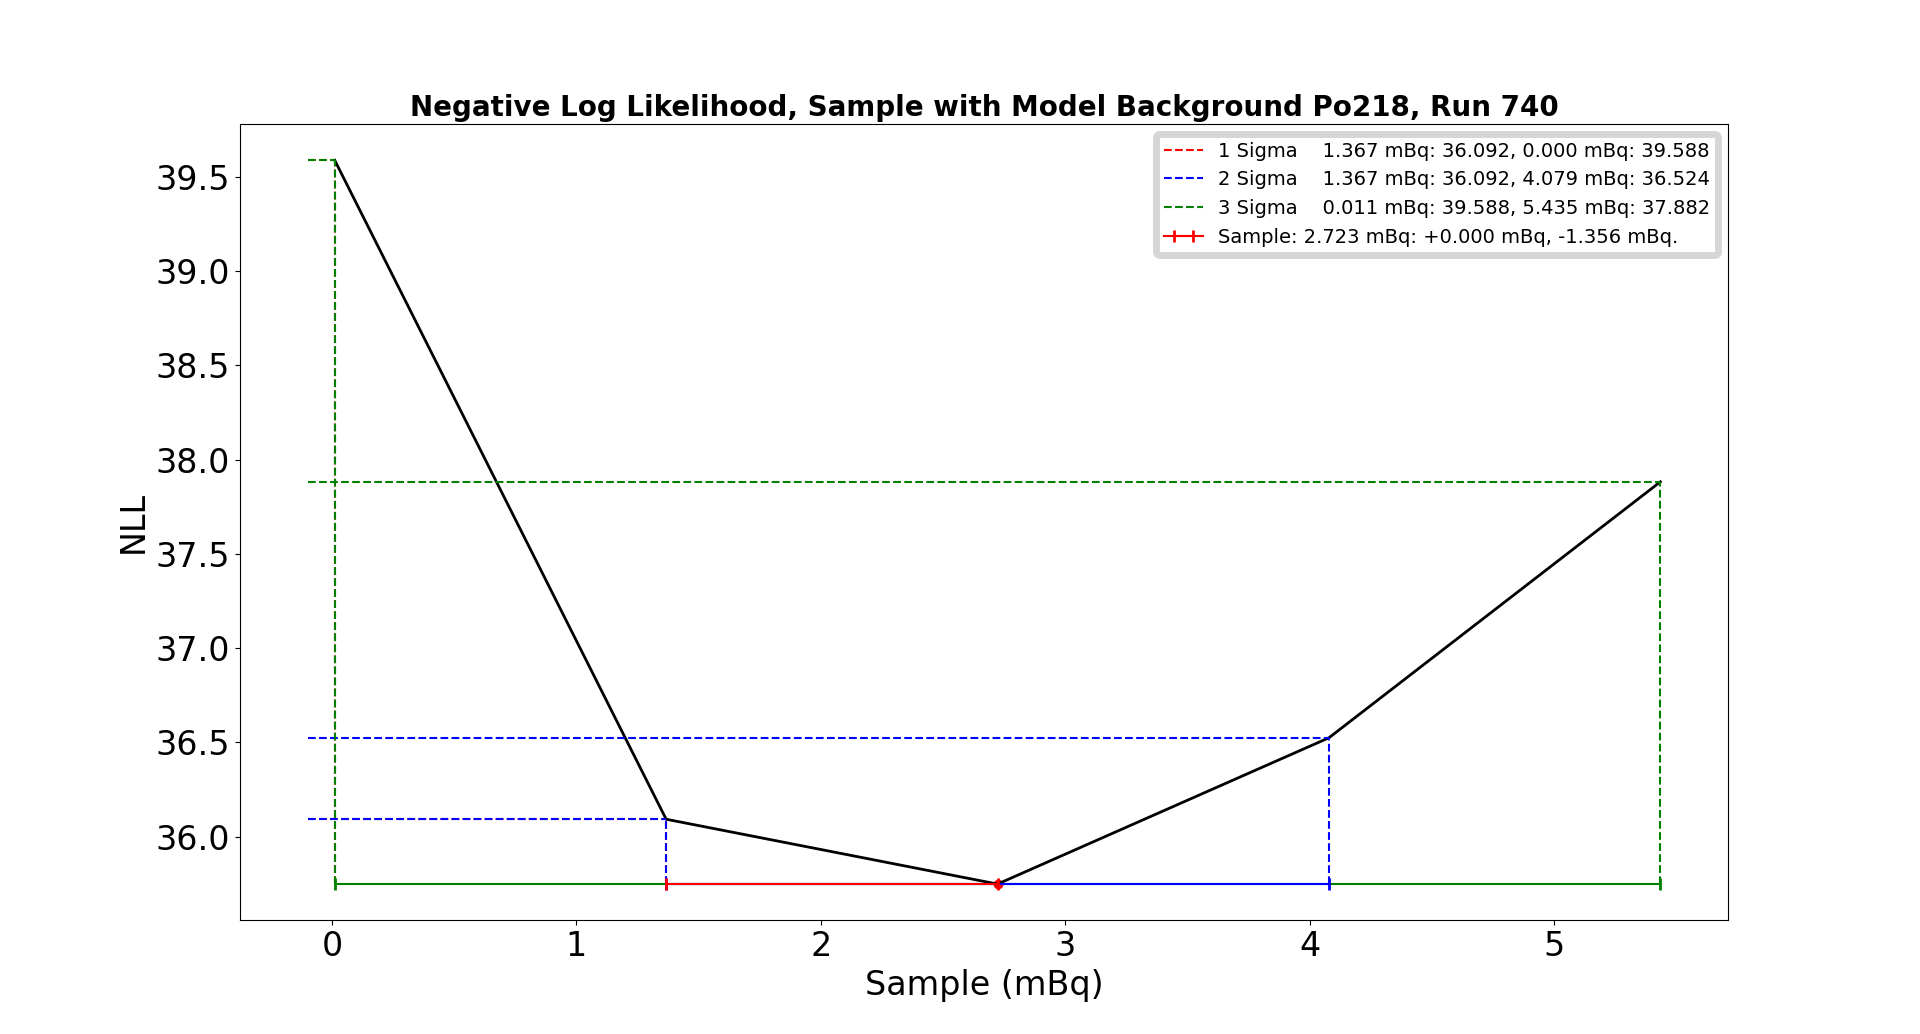 Negative Log Likelihood, Sample with Model Background Po218, Run 740
1 Sigma    1.367 mBq: 36.092, 0.000 mBq: 39.588
2 Sigma    1.367 mBq: 36.092, 4.079 mBq: 36.524
3 Sigma    0.011 mBq: 39.588, 5.435 mBq: 37.882
Sample: 2.723 mBq: +0.000 mBq, -1.356 mBq.
NLL
39.5
39.0
38.5
38.0
37.5
37.0
36.5
36.0
0 1 2 3 4 5
Sample (mBq)